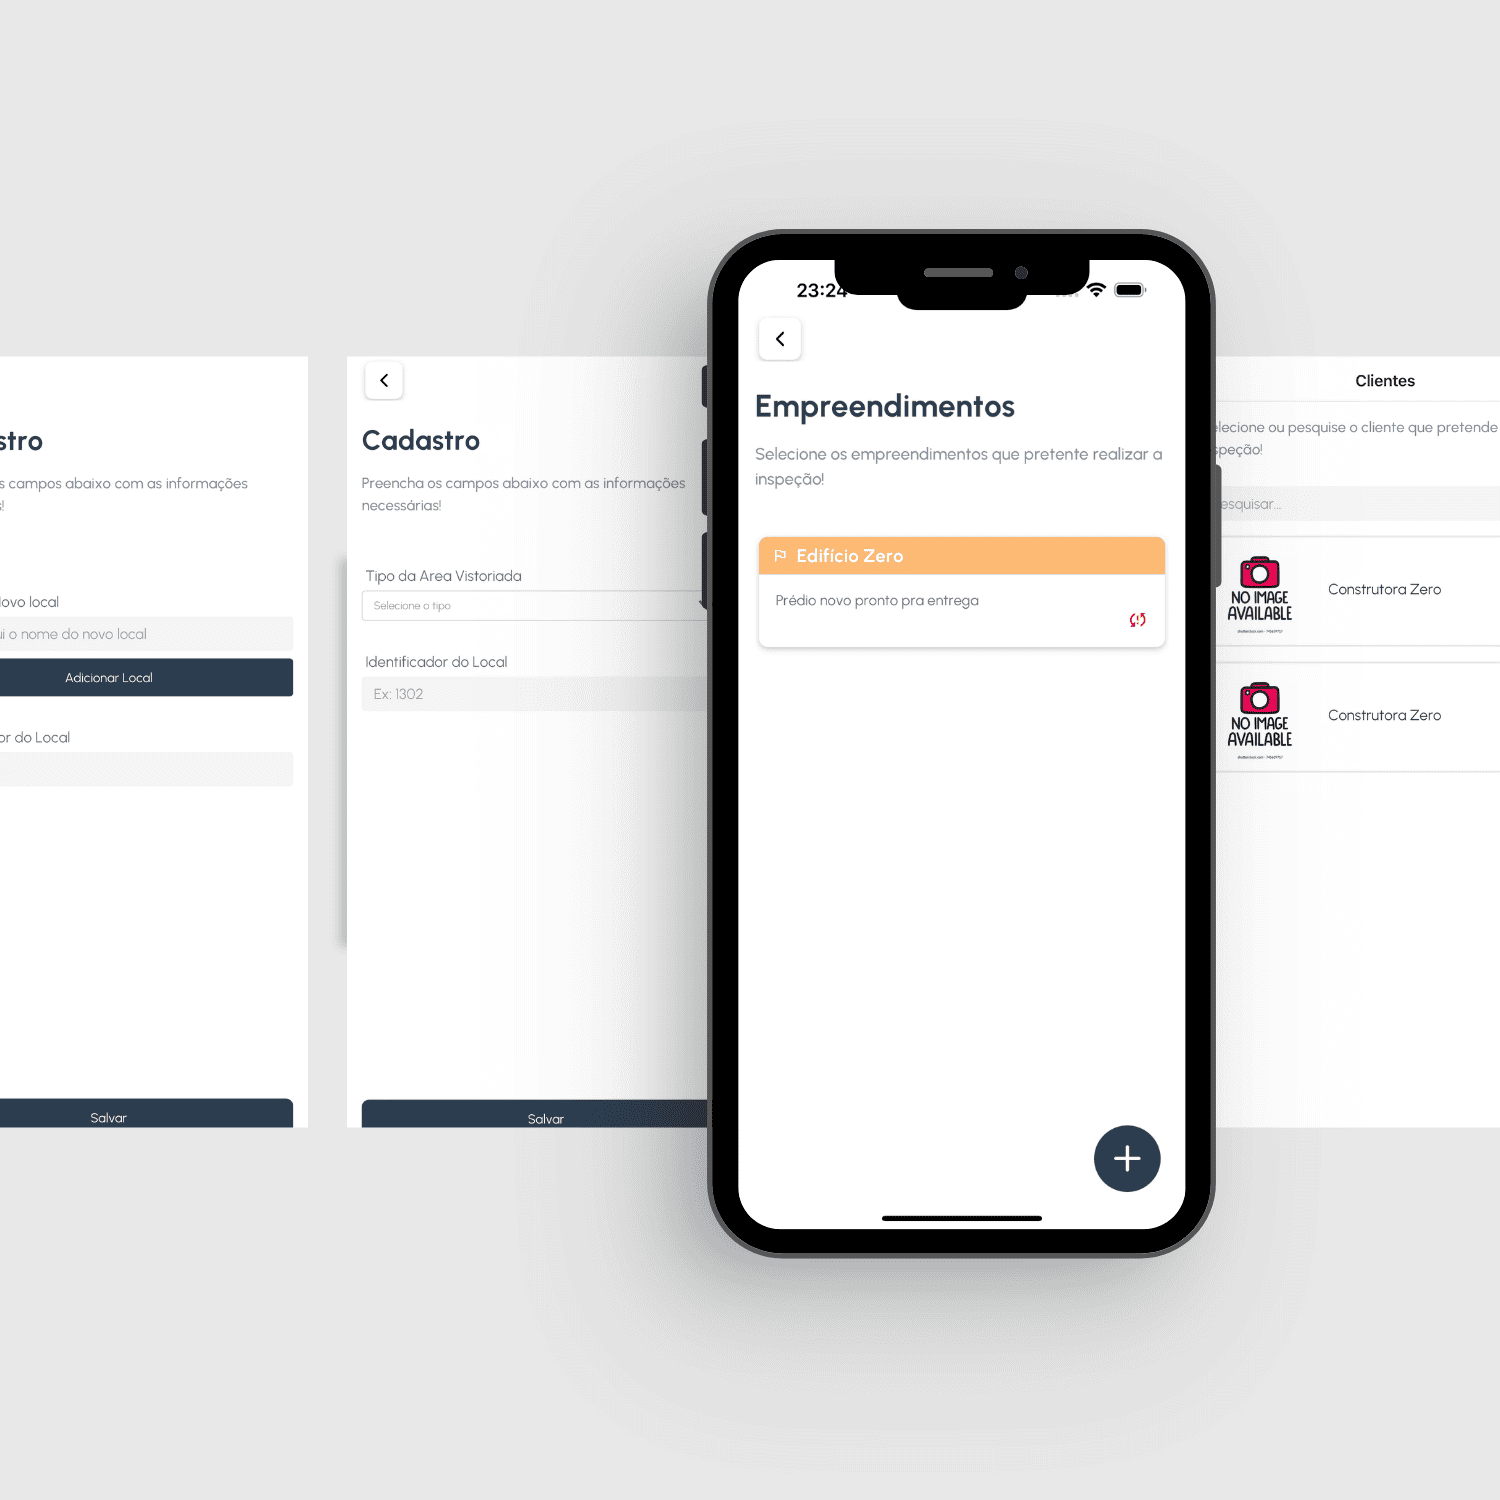 stro
s campos abaixo com as informações
s!
ovo local
ui o nome do novo local
Adicionar Local
or do Local
Salvar
Cadastro
Preencha os campos abaixo com as informações
necessárias!
Tipo da Area Vistoriada
Selecione o tipo
Identificador do Local
Ex: 1302
Salvar
23:24
Empreendimentos
Selecione os empreendimentos que pretente realizar a
inspeção!
Edifício Zero
Prédio novo pronto pra entrega
Clientes
elecione ou pesquise o cliente que pretende
speção!
esquisar...
NO IMAGE
AVAILABLE
Construtora Zero
NO IMAGE
AVAILABLE
Construtora Zero